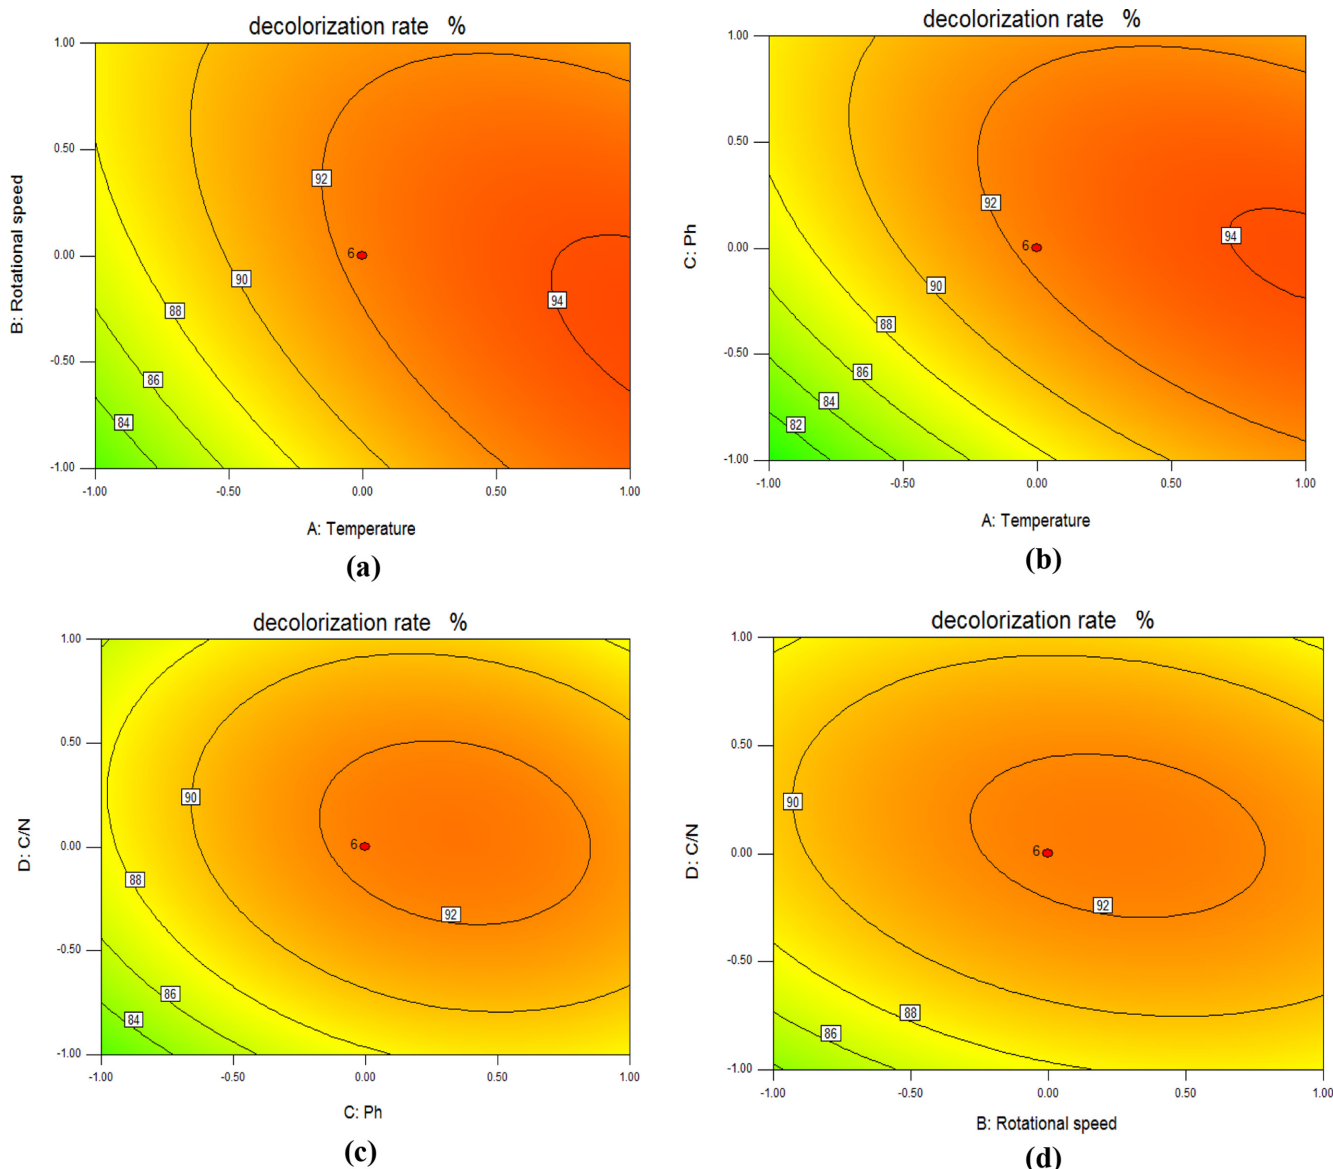 decolorization rate %
1.00
0.50
0.00
-0.50
-1.00
B: Rotational speed
92
6
90
94
88
86
84
-1.00 -0.50 0.00 0.50 1.00
A: Temperature
(a)
decolorization rate %
1.00
0.50
0.00
-0.50
-1.00
C: Ph
92
94
6
90
88
86
84
82
-1.00 -0.50 0.00 0.50 1.00
A: Temperature
(b)
decolorization rate %
1.00
0.50
0.00
-0.50
-1.00
D: C/N
90
6
88
92
86
84
-1.00 -0.50 0.00 0.50 1.00
C: Ph
(c)
decolorization rate %
1.00
0.50
0.00
-0.50
-1.00
D: C/N
90
6
92
88
86
-1.00 -0.50 0.00 0.50 1.00
B: Rotational speed
(d)